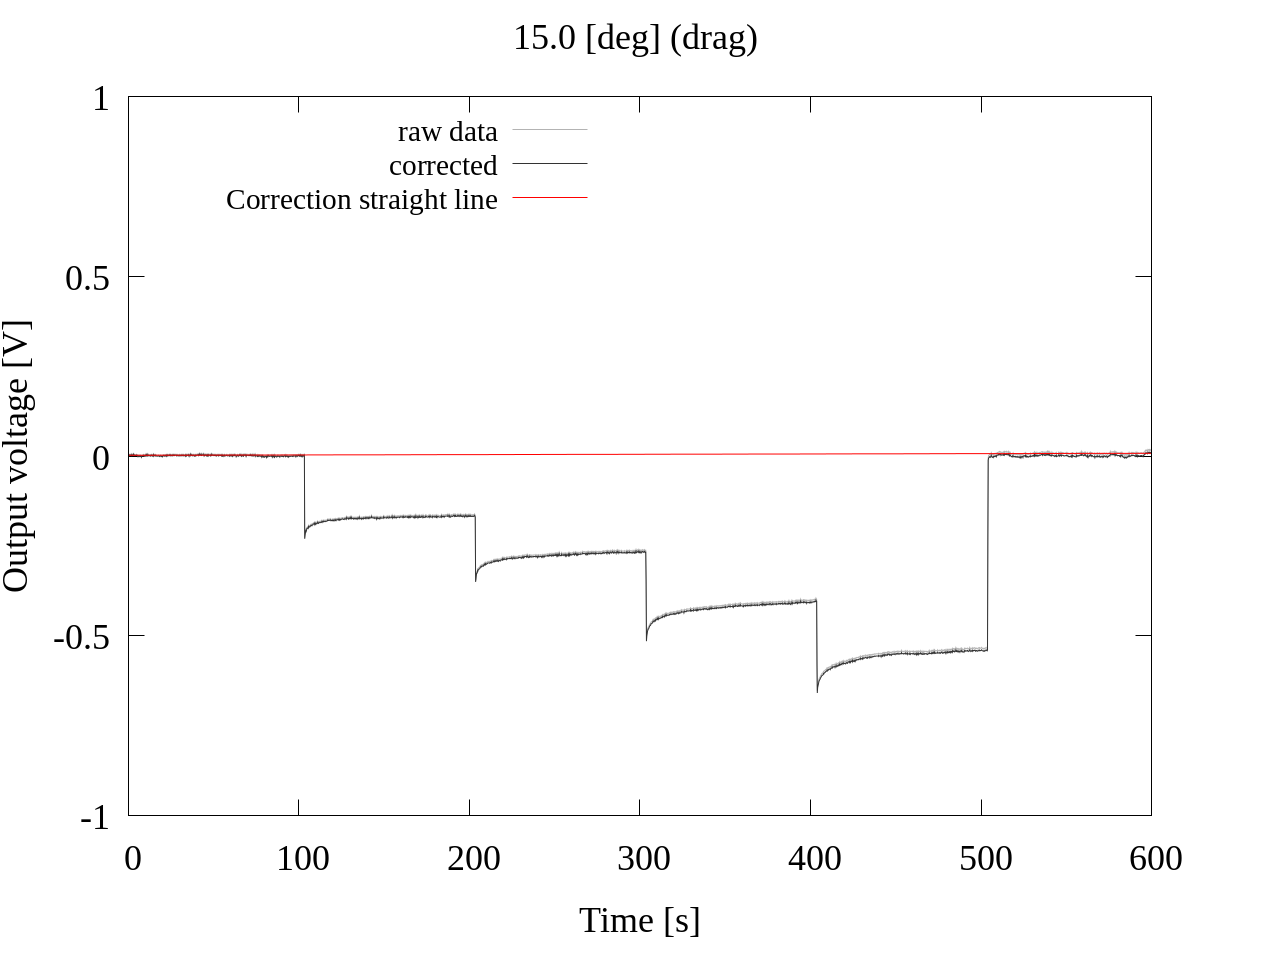 15.0 [deg] (drag)
1
0.5
0
-0.5
-1
raw data
corrected
Correction straight line
Output voltage [V]
0 100 200 300 400 500 600
Time [s]